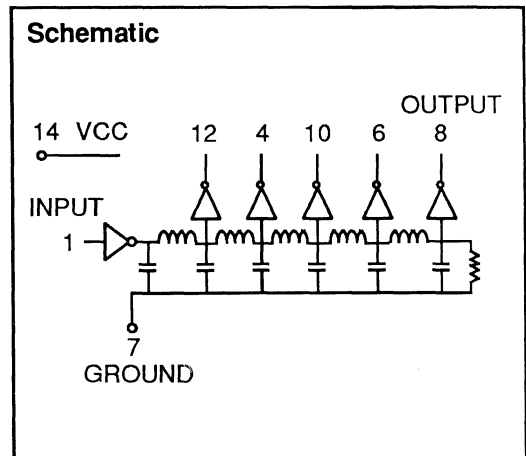 Schematic
OUTPUT
14 VCC 12 4 10 6 8
INPUT
1
7
GROUND